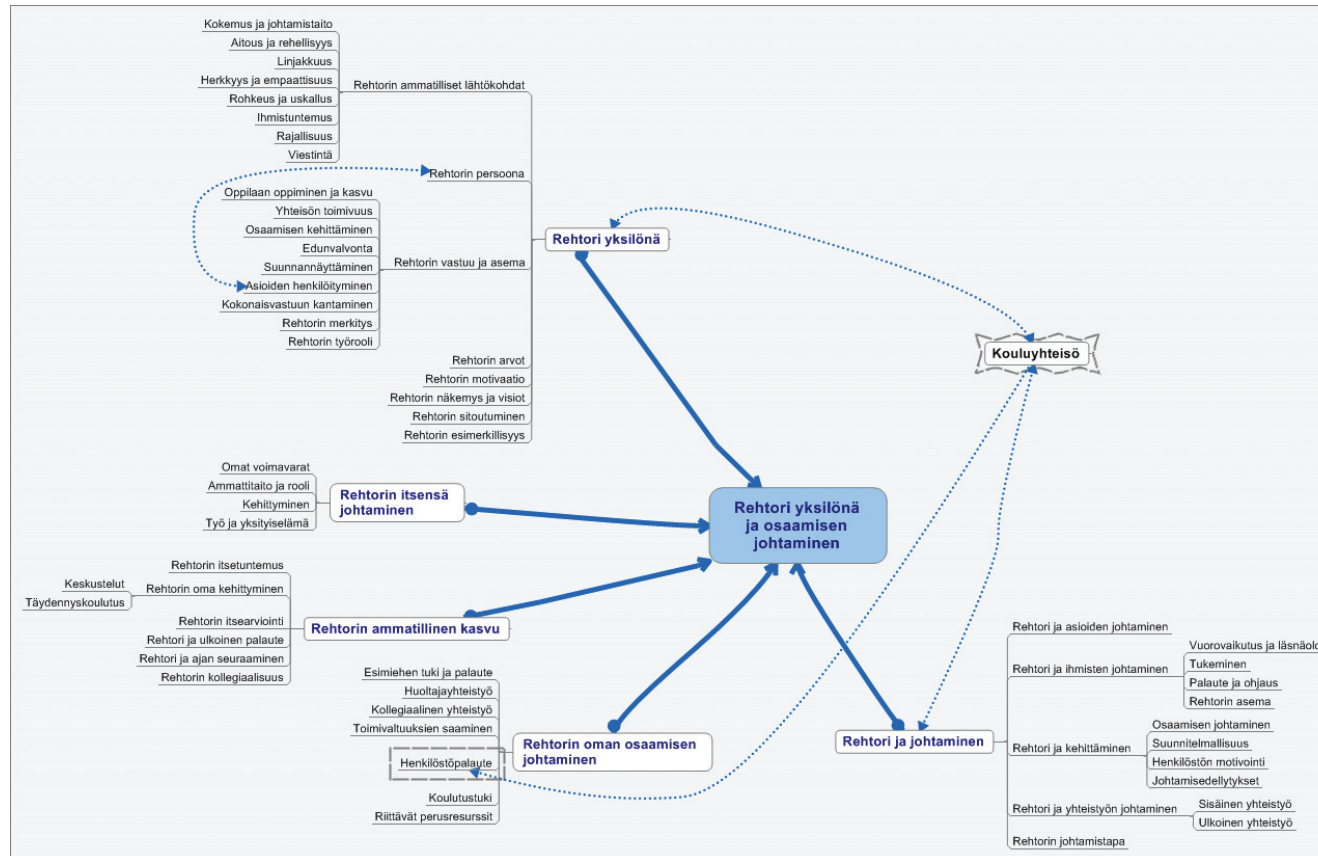 Kokemus ja johtamistaito
Aitous ja rehellisyys
Linjakkuus
Herkkyys ja empaattisuus
Rohkeus ja uskallus
Ihmistuntemus
Rajallisuus
Viestintä
Rehtorin ammatilliset lähtökohdat
Rehtorin persoona
Oppilaan oppiminen ja kasvu
Yhteisön toimivuus
Osaamisen kehittäminen
Edunvalvonta
Suunnannäyttäminen
Asioiden henkilöityminen
Kokonaisvastuun kantaminen
Rehtorin merkitys
Rehtorin työrooli
Rehtorin vastuu ja asema
Rehtorin arvot
Rehtorin motivaatio
Rehtorin näkemys ja visiot
Rehtorin sitoutuminen
Rehtorin esimerkillisyys
Rehtori yksilönä
Kouluyhteisö
Omat voimavarat
Ammattitaito ja rooli
Kehittyminen
Työ ja yksityiselämä
Rehtorin itsensä
johtaminen
Rehtori yksilönä
ja osaamisen
johtaminen
Rehtorin itsetuntemus
Keskustelut
Täydennyskoulutus
Rehtorin oma kehittyminen
Rehtorin itsearviointi
Rehtori ja ulkoinen palaute
Rehtori ja ajan seuraaminen
Rehtorin kollegiaalisuus
Rehtorin ammatillinen kasvu
Esimiehen tuki ja palaute
Huoltajayhteistyö
Kollegiaalinen yhteistyö
Toimivaltuuksien saaminen
Henkilöstöpalaute
Koulutustuki
Riittävät perusresurssit
Rehtorin oman osaamisen
johtaminen
Rehtori ja johtaminen
Rehtori ja asioiden johtaminen
Rehtori ja ihmisten johtaminen
Vuorovaikutus ja läsnäolo
Tukeminen
Palaute ja ohjaus
Rehtorin asema
Rehtori ja kehittäminen
Osaamisen johtaminen
Suunnitelmallisuus
Henkilöstön motivointi
Johtamisedellytykset
Rehtori ja yhteistyön johtaminen
Sisäinen yhteistyö
Ulkoinen yhteistyö
Rehtorin johtamistapa